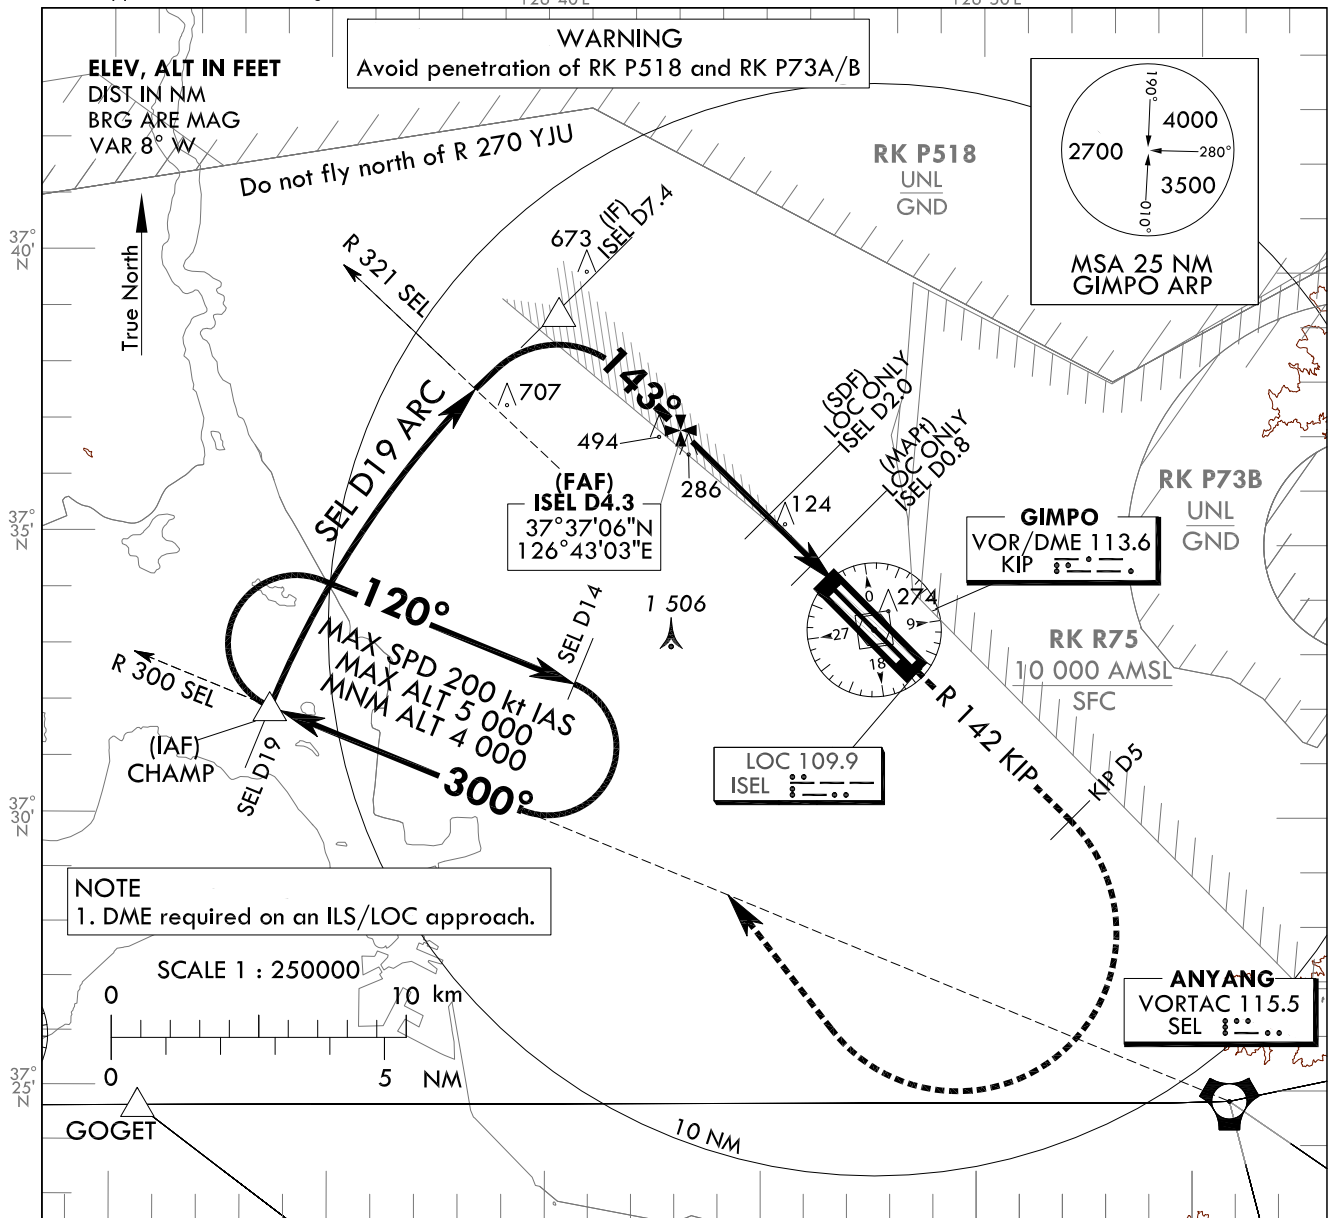 126°40'E
126°50'E
WARNING
Avoid penetration of RK P518 and RK P73A/B
ELEV, ALT IN FEET
DIST IN NM
BRG ARE MAG
VAR 8° W
True North
Do not fly north of R 270 YJU
RK P518
UNL
GND
190°
4000
2700
280°
3500
010°
MSA 25 NM
GIMPO ARP
37°
40'
N
R 321 SEL
673
(IF)
ISEL D7.4
143°
707
494
286
SEL D19 ARC
(FAF)
ISEL D4.3
37°37'06"N
126°43'03"E
(SDF)
LOC ONLY
ISEL D2.0
(MAPt)
LOC ONLY
ISEL D0.8
124
RK P73B
UNL
GND
37°
35'
N
GIMPO
VOR/DME 113.6
KIP
274
0
9
18
27
1 506
120°
SEL D14
MAX SPD 200 kt IAS
MAX ALT 5 000
MNM ALT 4 000
300°
R 300 SEL
(IAF)
CHAMP
SEL D19
RK R75
10 000 AMSL
SFC
R 142 KIP
KIP D5
LOC 109.9
ISEL
37°
30'
N
NOTE
1. DME required on an ILS/LOC approach.
SCALE 1 : 250000
0
10 km
0
5
NM
ANYANG
VORTAC 115.5
SEL
37°
25'
N
GOGET
10 NM